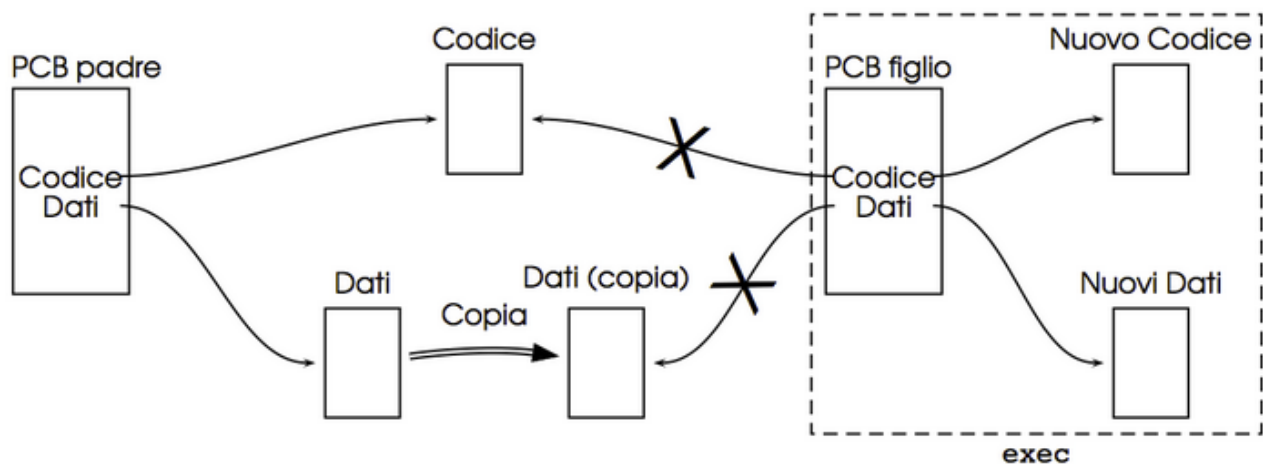 Codice
Nuovo Codice
PCB padre
PCB figlio
Codice
Dati
Codice
Dati
Dati
Dati (copia)
Nuovi Dati
Copia
exec